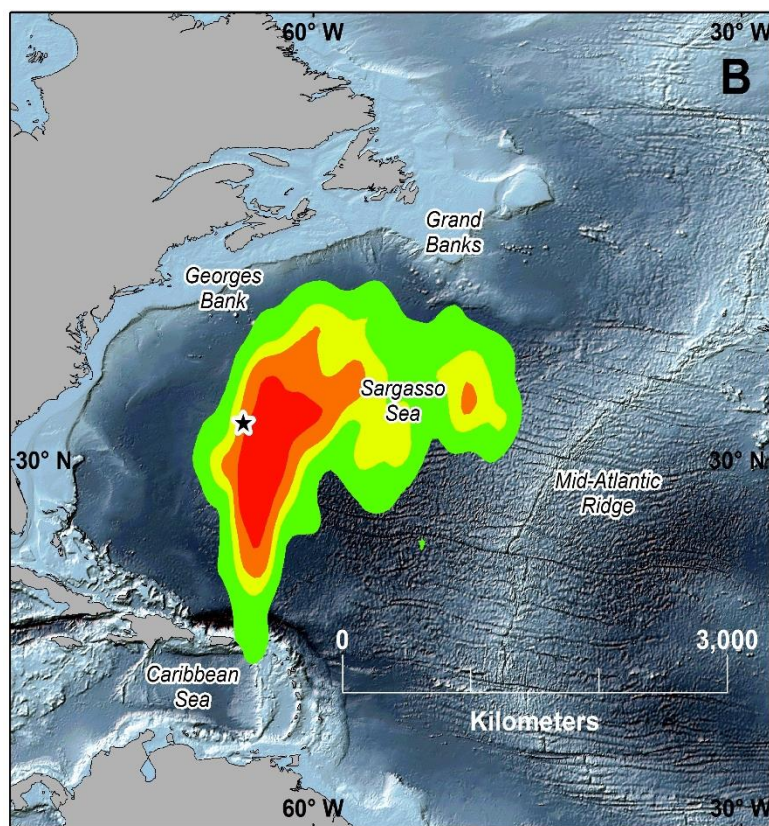 60° W
30° W
B
Grand
Banks
Georges
Bank
Sargasso
Sea
30° N
30° N
Mid-Atlantic
Ridge
0
3,000
Caribbean
Sea
Kilometers
60° W
30° W